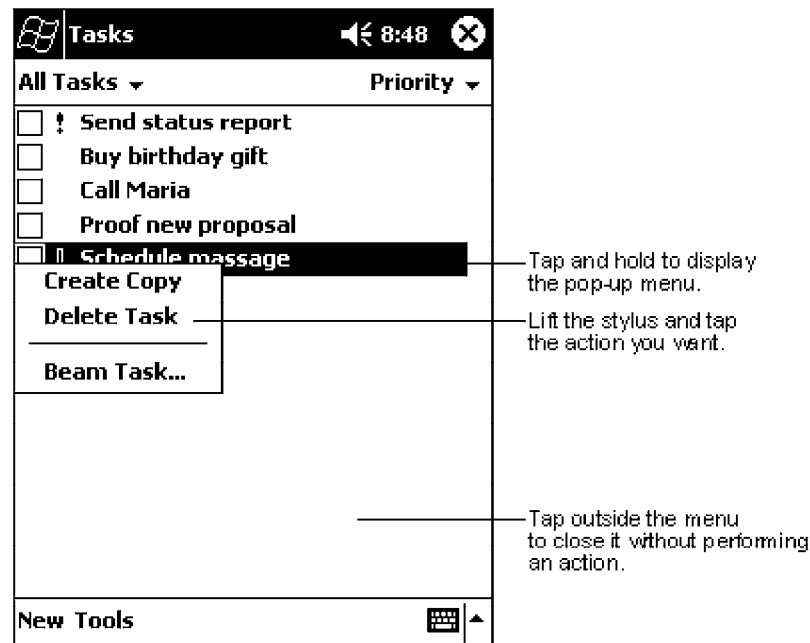 Tasks 8:48
All Tasks Priority
! Send status report
Buy birthday gift
Call Maria
Proof new proposal
Schedule massage
Create Copy
Delete Task
Beam Task...
Tap and hold to display
the pop-up menu.
Lift the stylus and tap
the action you want.
Tap outside the menu
to close it without performing
an action.
New Tools